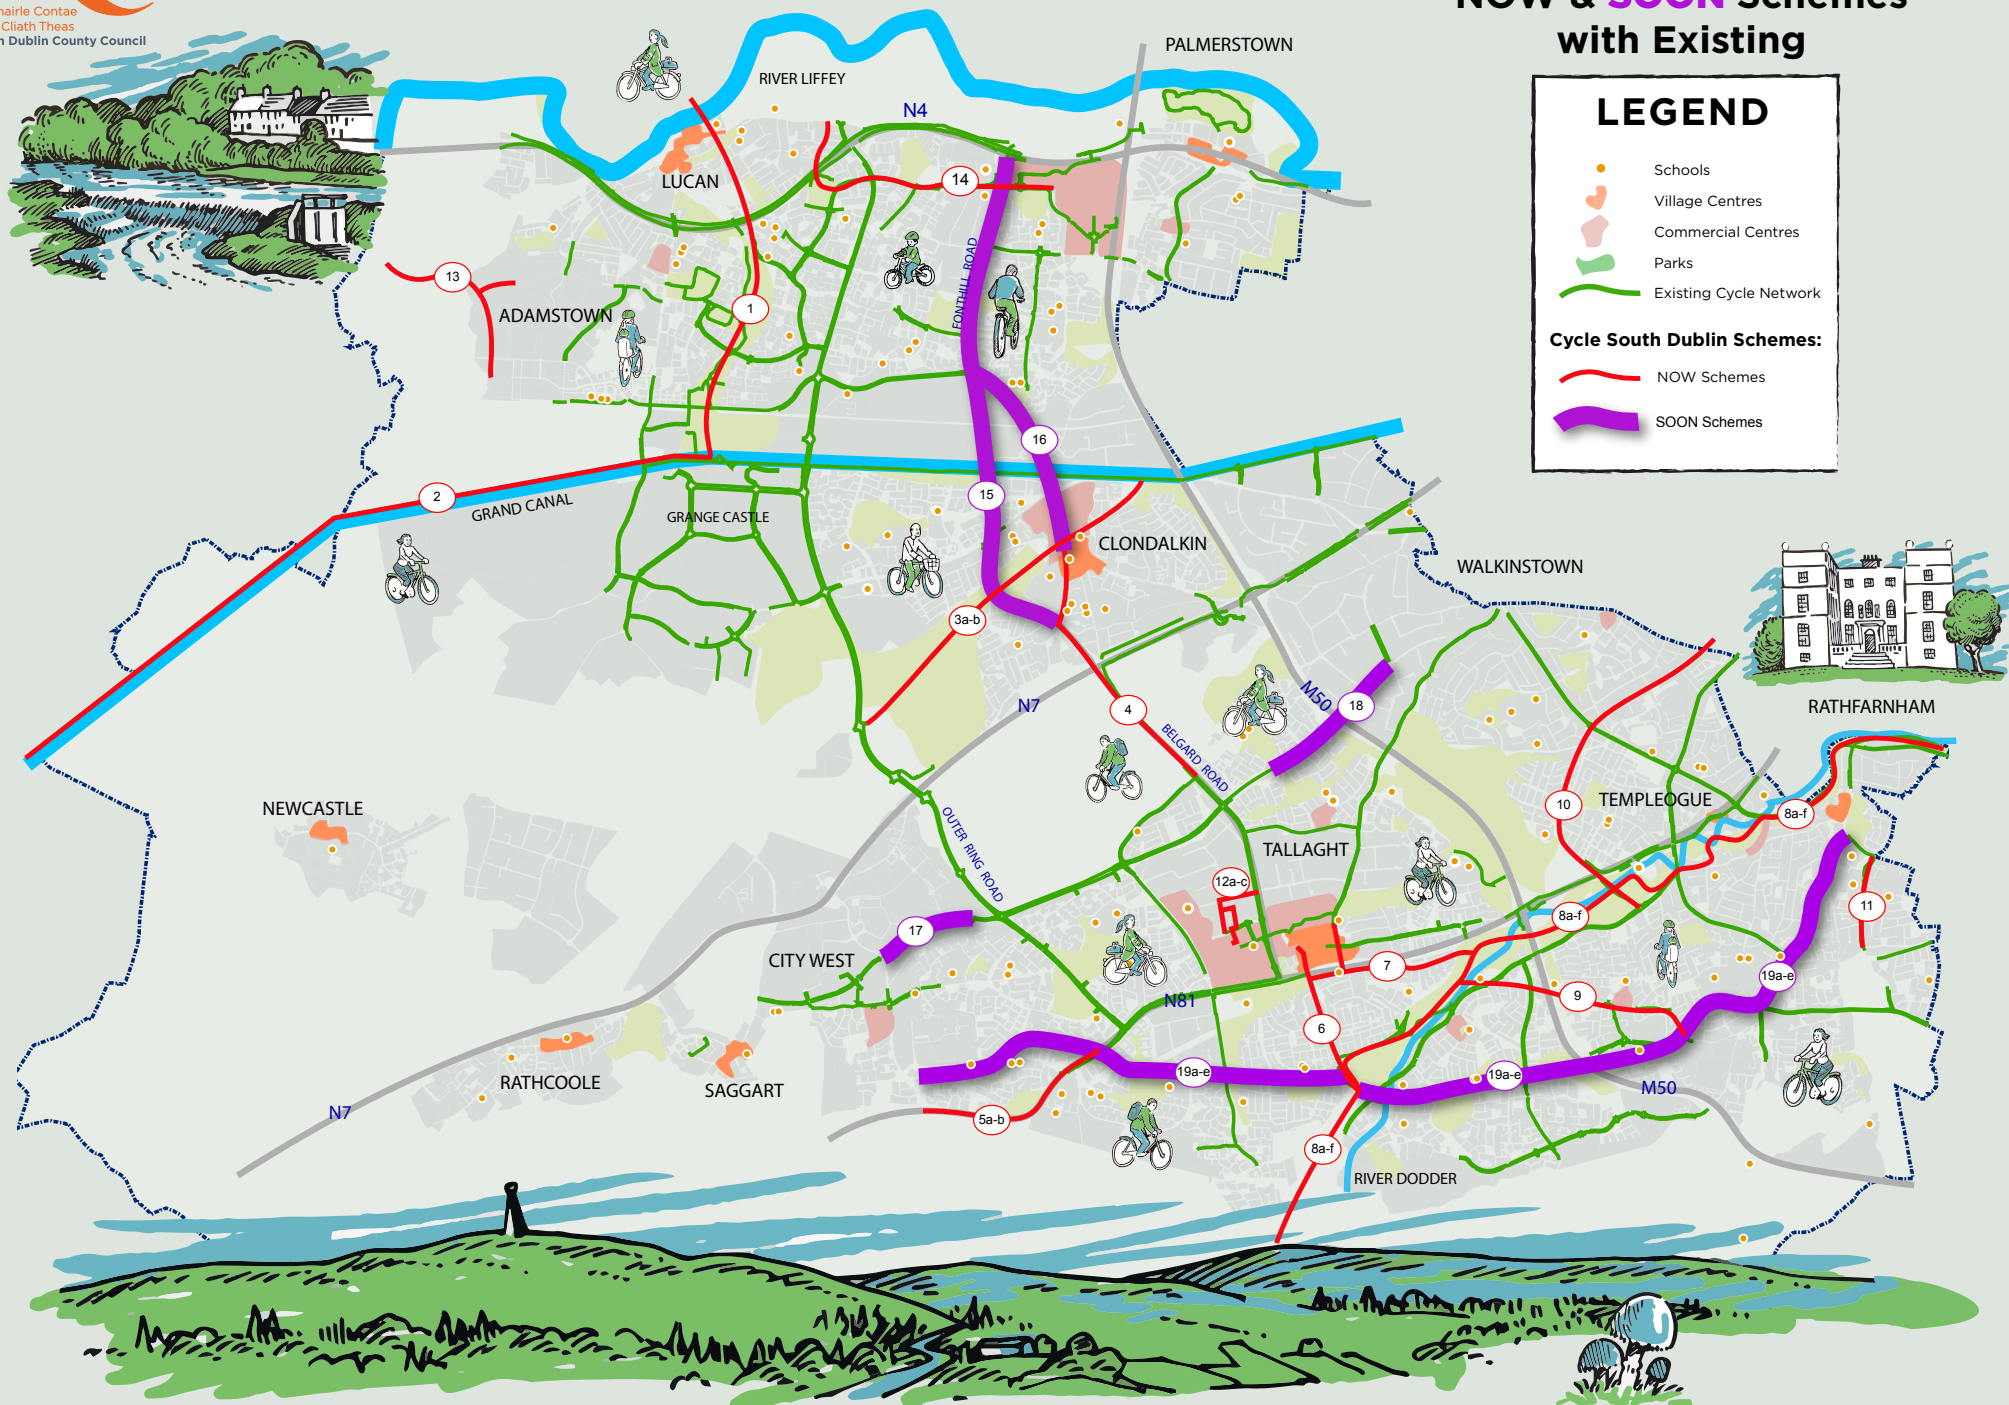 Cliath Theas
Dublin County Council
SOON Schemes
with Existing
LEGEND
Schools
Village Centres
Commercial Centres
Parks
Existing Cycle Network
Cycle South Dublin Schemes:
NOW Schemes
SOON Schemes
PALMERSTOWN
RIVER LIFFEY
N4
LUCAN
14
13
ADAMSTOWN
1
FONTHILL ROAD
16
2
GRAND CANAL
15
GRANGE CASTLE
CLONDALKIN
WALKINSTOWN
3a-b
N7
4
M50
18
RATHFARNHAM
BELGARD ROAD
NEWCASTLE
OUTER RING ROAD
10
TEMPLEOGUE
8a-f
TALLAGHT
12a-c
11
8a-f
17
CITY WEST
7
19a-e
N81
9
6
RATHCOOLE
SAGGART
19a-e
19a-e
M50
N7
5a-b
8a-f
RIVER DODDER